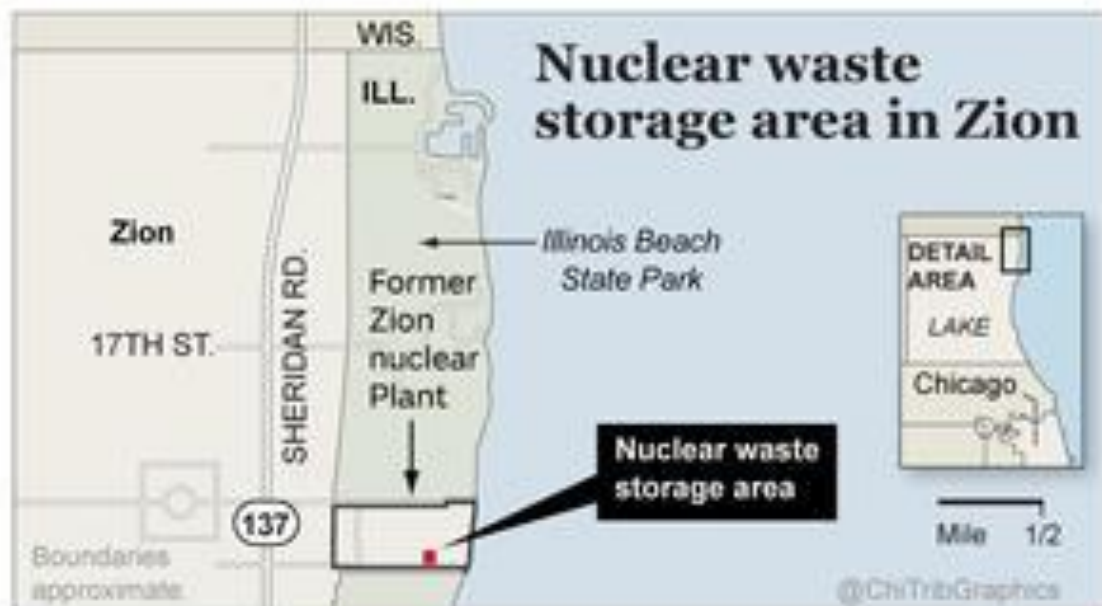 WIS.
ILL.
Nuclear waste
storage area in Zion
Zion
Illinois Beach
State Park
DETAIL
AREA
LAKE
Chicago
SHERIDAN RD.
Former
Zion
nuclear
Plant
17TH ST.
Nuclear waste
storage area
137
Mile 1/2
Boundaries
approximate.
@ChiTribGraphics